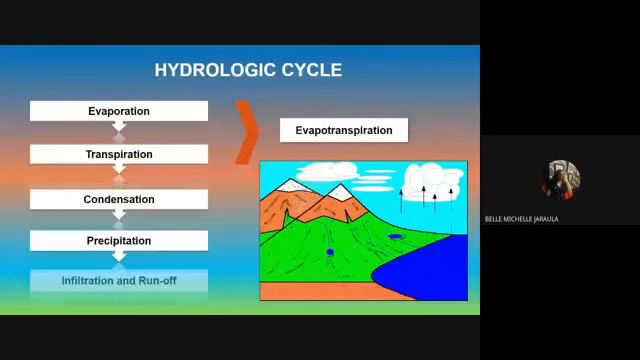 HYDROLOGIC CYCLE
Evaporation
Transpiration
Condensation
Precipitation
Infiltration and Run-off
Evapotranspiration
BELLE MICHELLE JARAULA